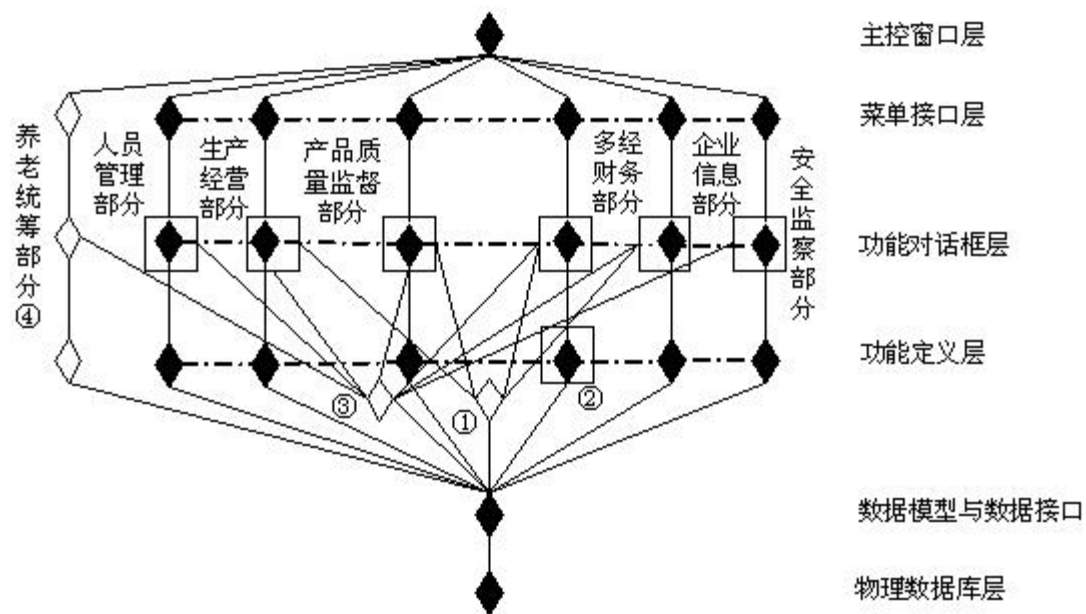 主控窗口层
菜单接口层
养老统筹部分④
人员
管理
部分
生产
经营
部分
产品质
量监督
部分
多经
财务
部分
企业
信息
部分
安全监察部分
功能对话框层
功能定义层
③
①
②
数据模型与数据接口
物理数据库层